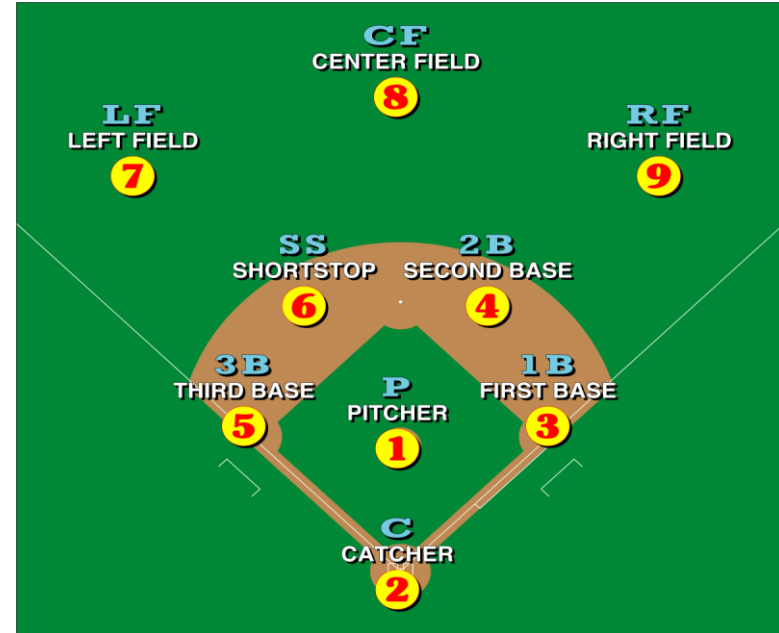 CF
CENTER FIELD
8
LF
LEFT FIELD
7
RF
RIGHT FIELD
9
SS
SHORTSTOP
6
2B
SECOND BASE
4
3B
THIRD BASE
5
P
PITCHER
1
1B
FIRST BASE
3
C
CATCHER
2